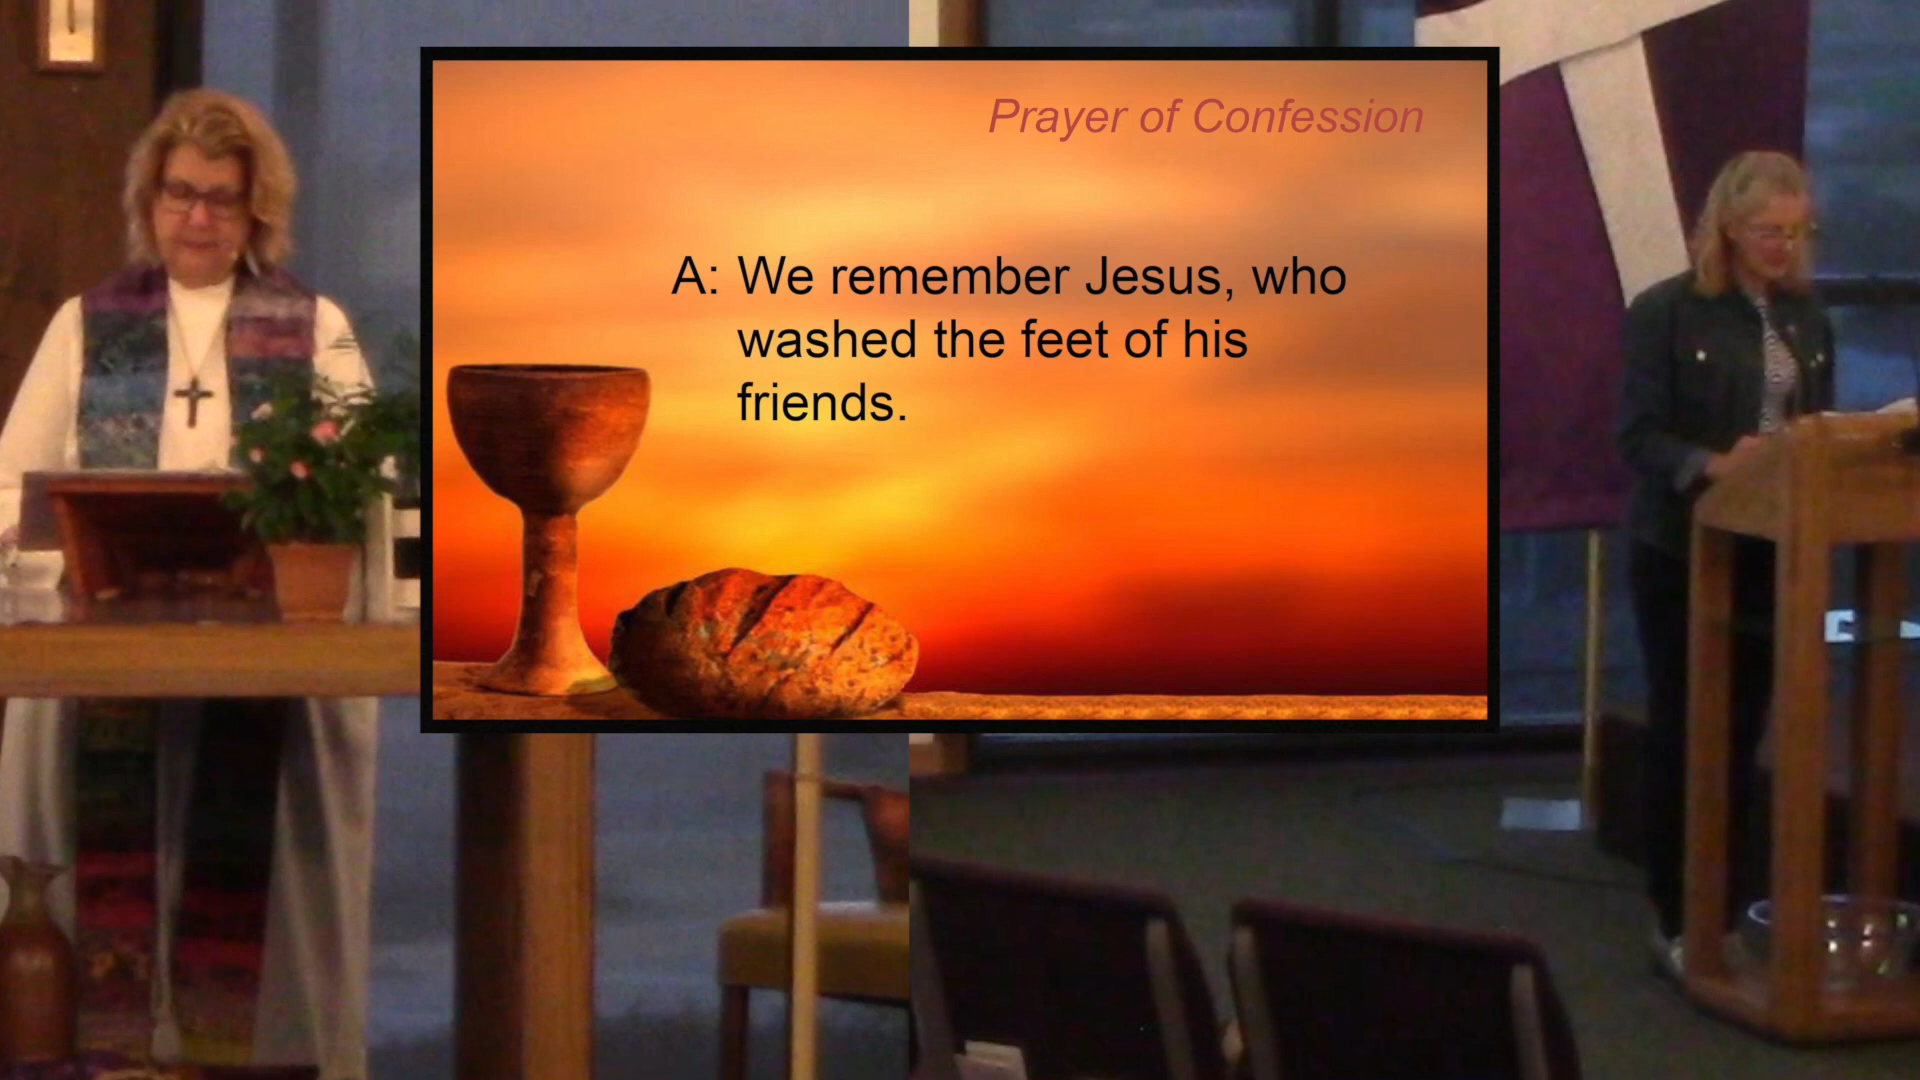 Prayer of Confession
A: We remember Jesus, who
washed the feet of his
friends.